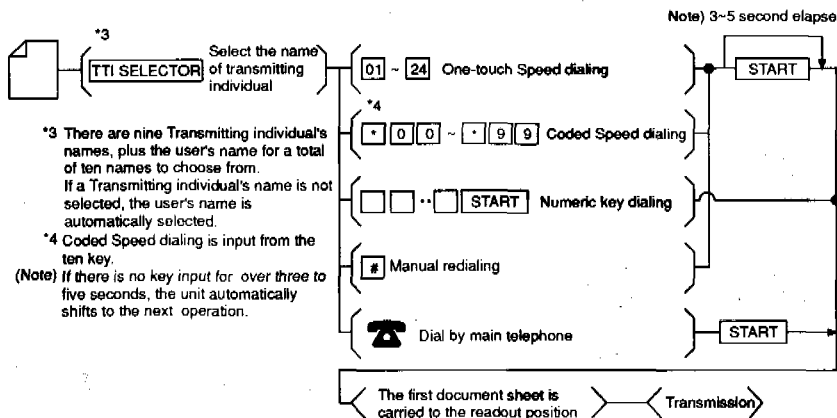 Note) 3~5 second elapse
*3
TTI SELECTOR
Select the name
of transmitting
individual
01 ~ 24 One-touch Speed dialing
START
*4
* 0 0 ~ * 9 9 Coded Speed dialing
*3 There are nine Transmitting individual's
names, plus the user's name for a total
of ten names to choose from.
If a Transmitting individual's name is not
selected, the user's name is
automatically selected.
*4 Coded Speed dialing is input from the
ten key.
(Note) If there is no key input for over three to
five seconds, the unit automatically
shifts to the next operation.
·· START Numeric key dialing
# Manual redialing
Dial by main telephone
START
The first document sheet is
carried to the readout position
Transmission